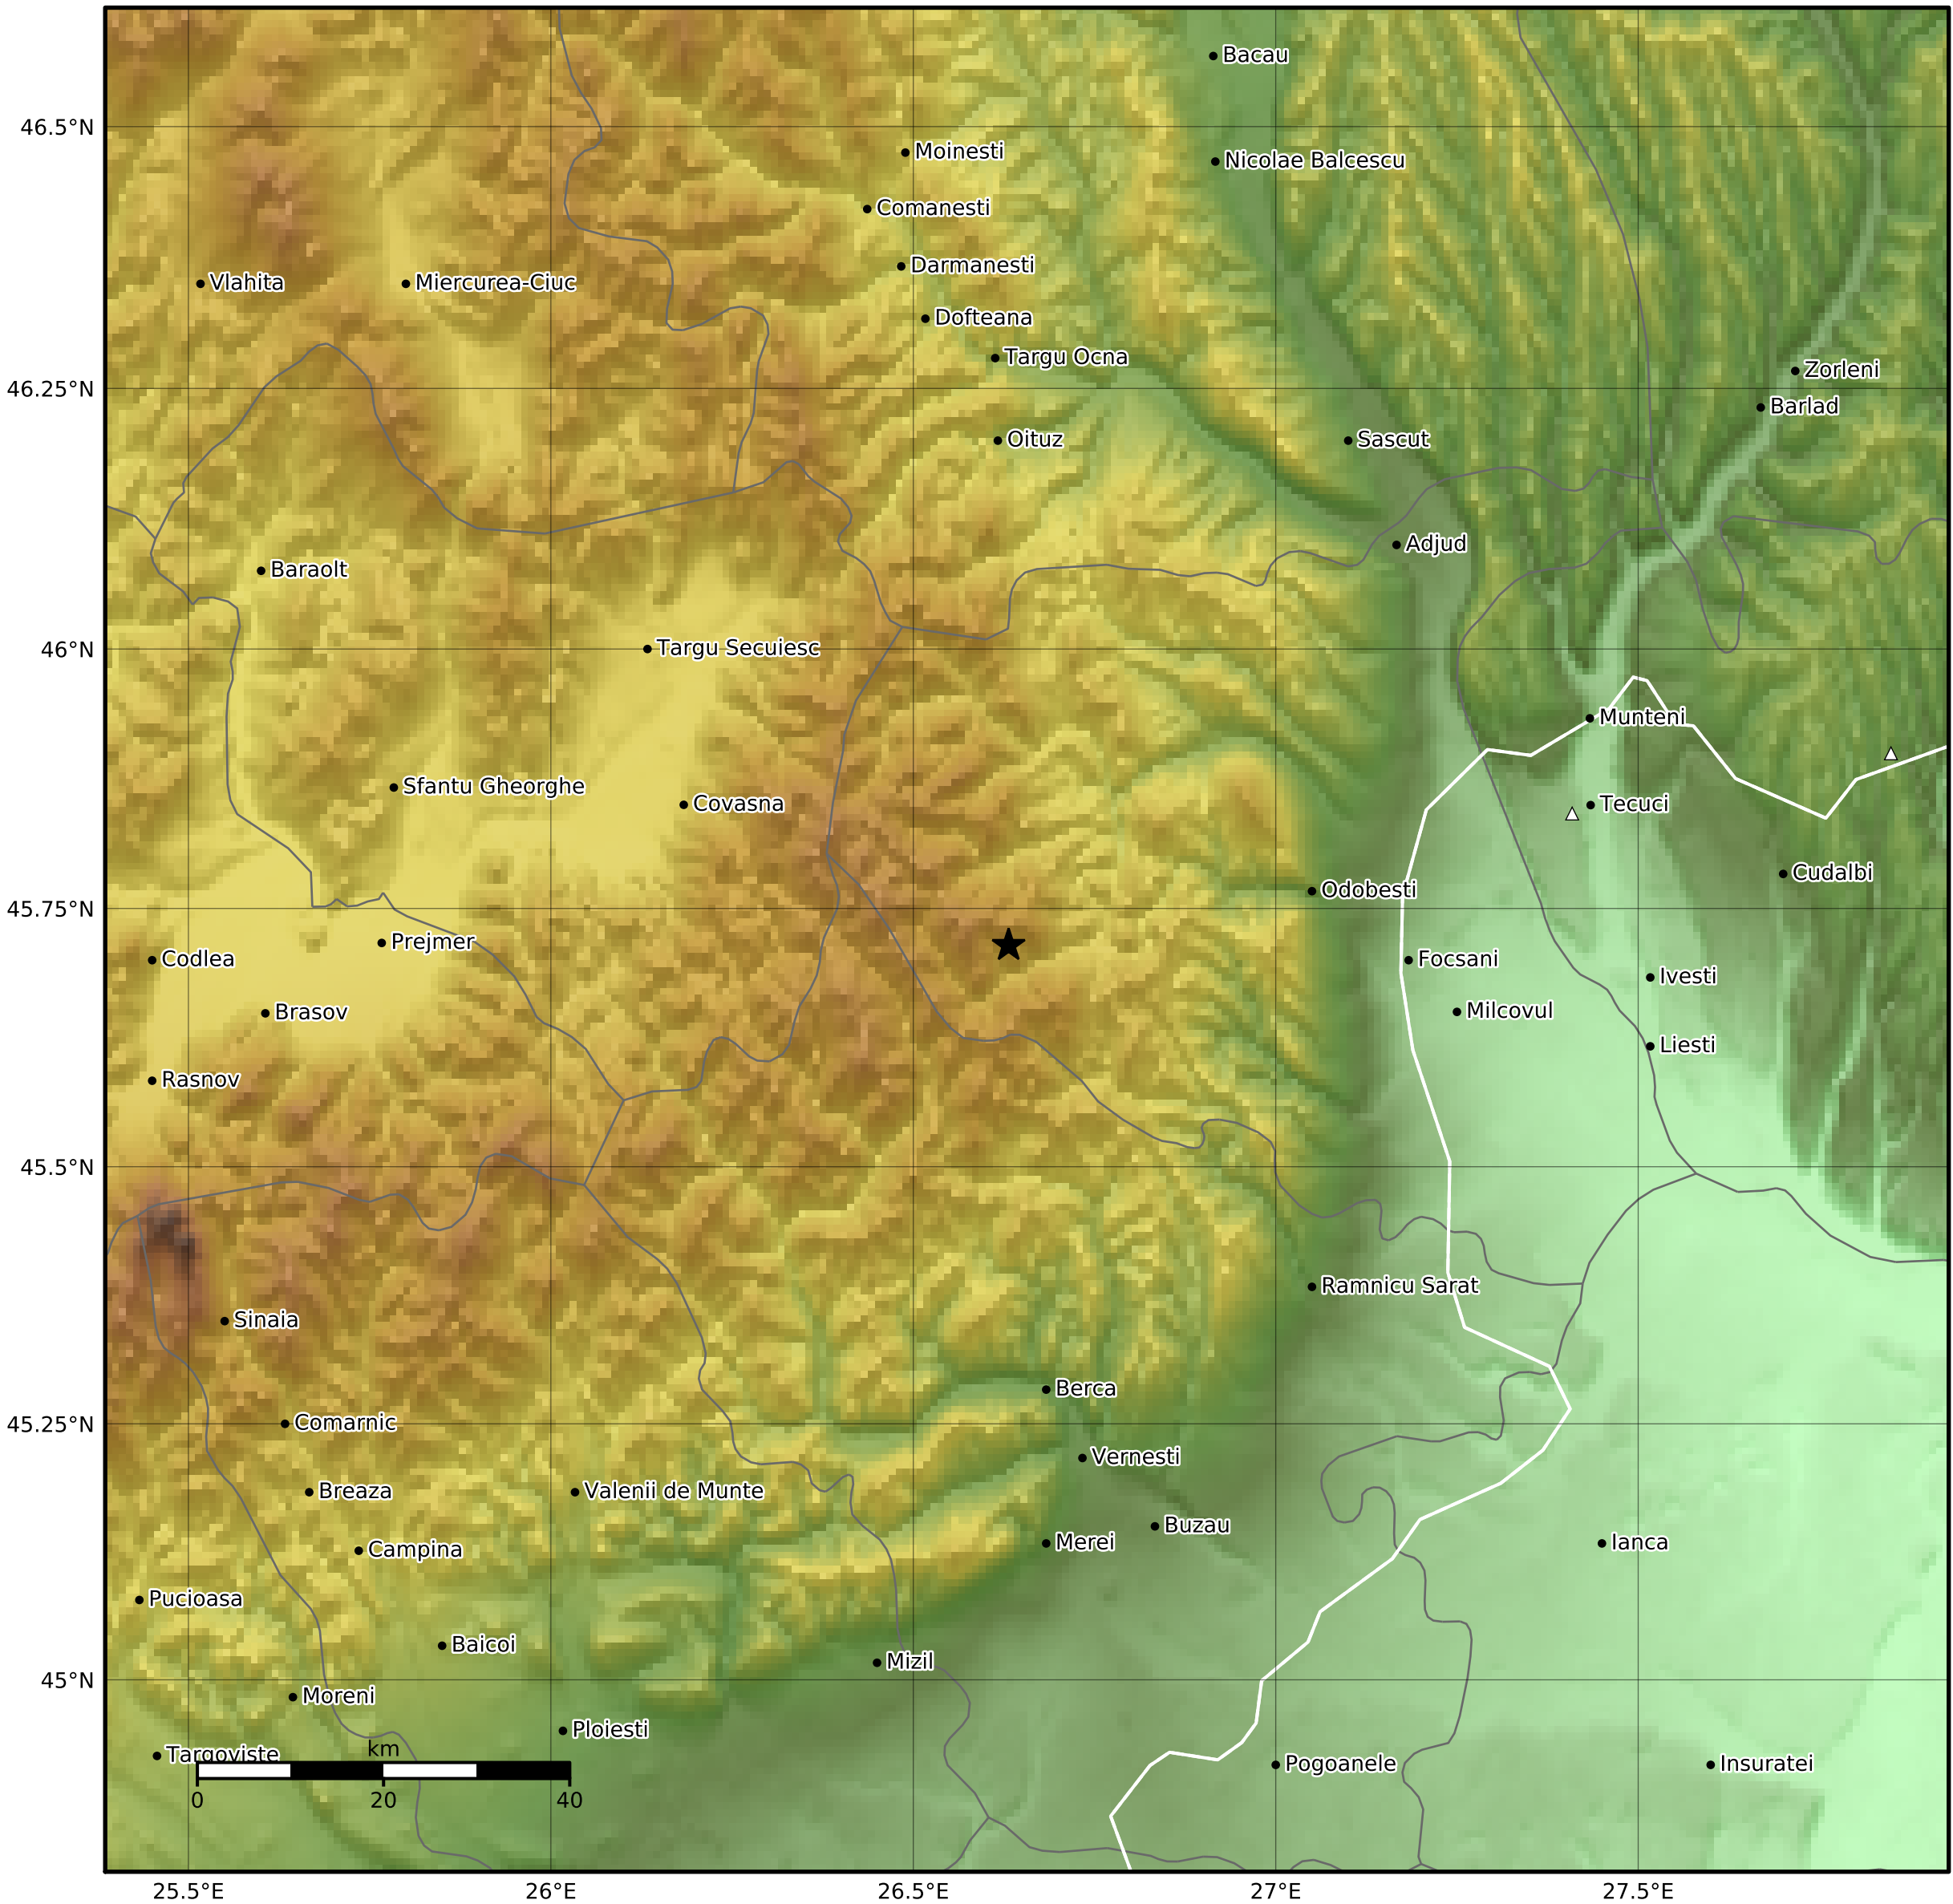 Bacau
46.5°N
Moinesti
Nicolae Balcescu
Comanesti
Darmanesti
Vlahita
Miercurea-Ciuc
Dofteana
Targu Ocna
Zorleni
46.25°N
Barlad
Oituz
Sascut
Adjud
Baraolt
46°N
Targu Secuiesc
Munteni
Sfantu Gheorghe
Covasna
Tecuci
Cudalbi
Odobesti
45.75°N
Prejmer
Codlea
Focsani
Ivesti
Brasov
Milcovul
Liesti
Rasnov
45.5°N
Ramnicu Sarat
Sinaia
Berca
45.25°N
Comarnic
Vernesti
Breaza
Valenii de Munte
Buzau
Campina
Merei
Ianca
Pucioasa
Baicoi
Mizil
45°N
Moreni
Ploiesti
Targoviste
km
Pogoanele
Insuratei
0 20 40
25.5°E 26°E 26.5°E 27°E 27.5°E